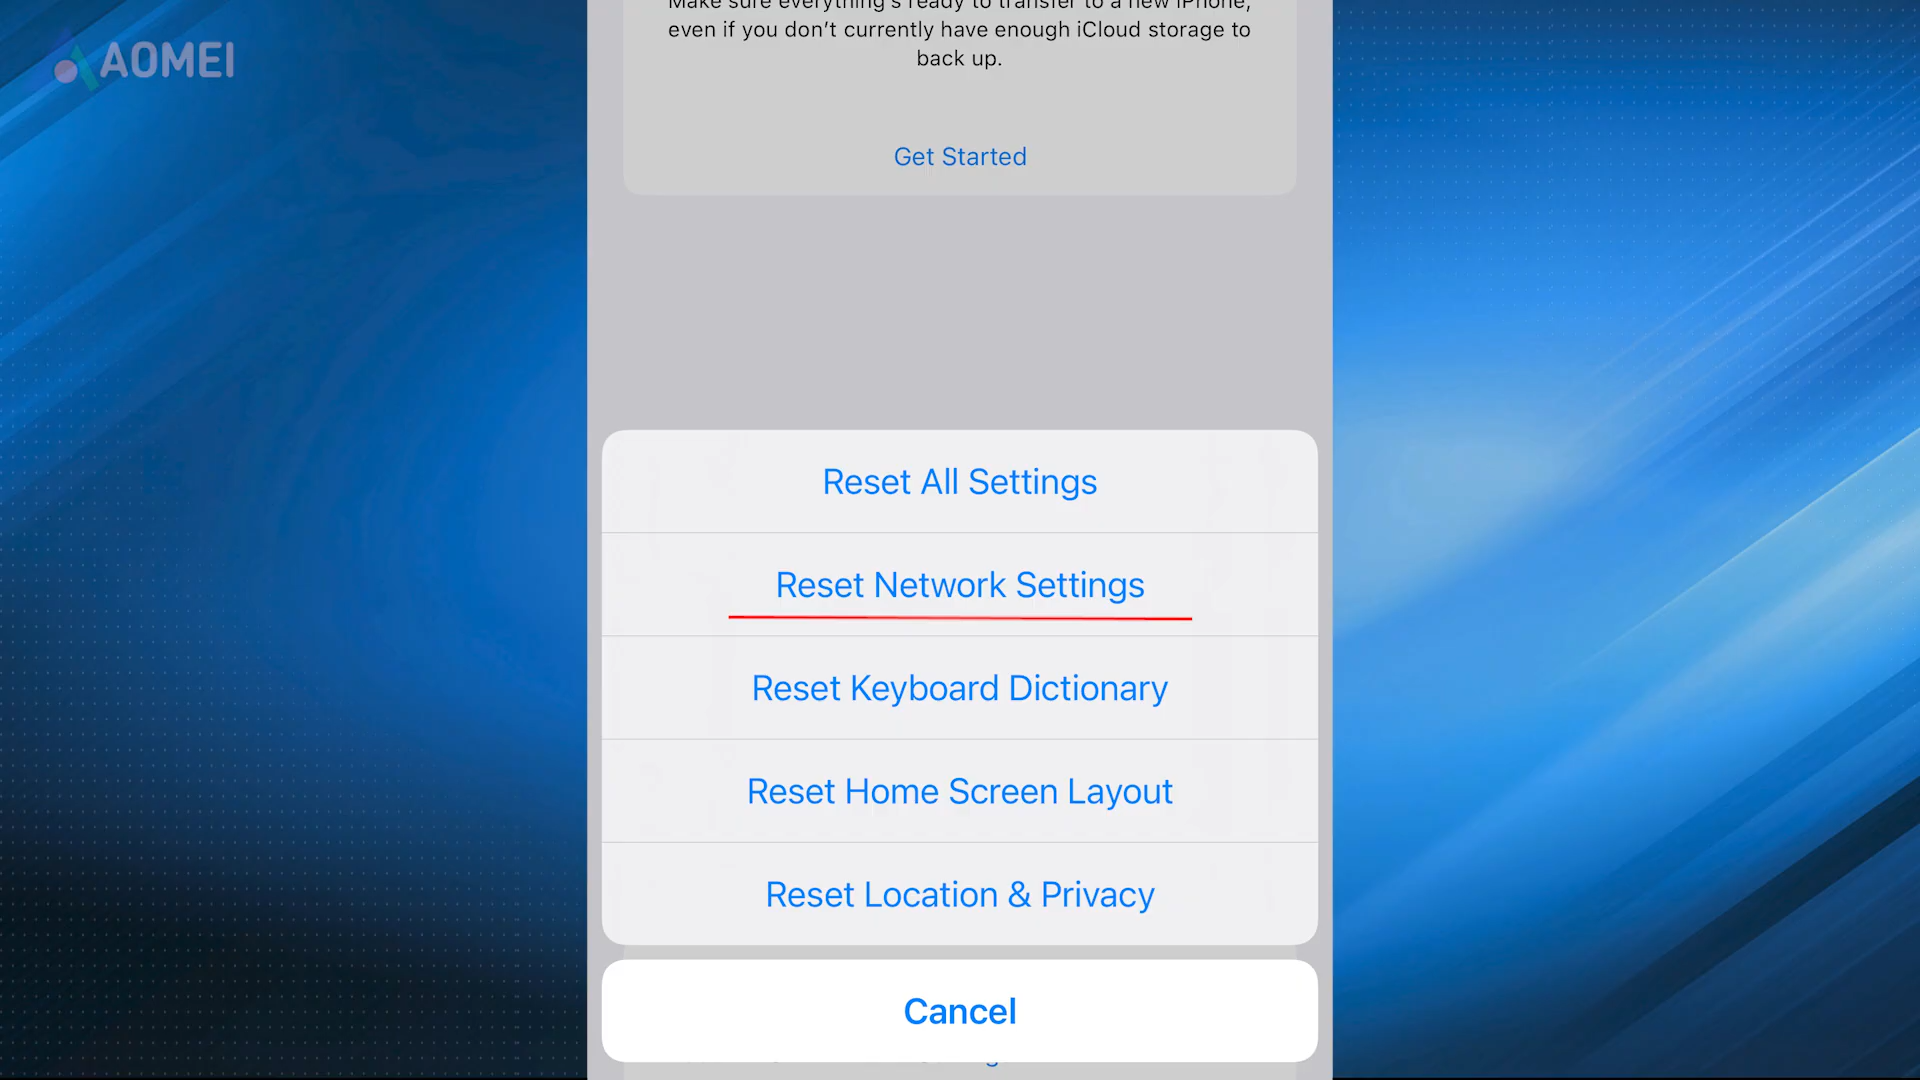 Make sure everything's ready to transfer to a new iPhone,
even if you don’t currently have enough iCloud storage to
back up.
AOMEI
Get Started
Reset All Settings
Reset Network Settings
Reset Keyboard Dictionary
Reset Home Screen Layout
Reset Location & Privacy
Cancel